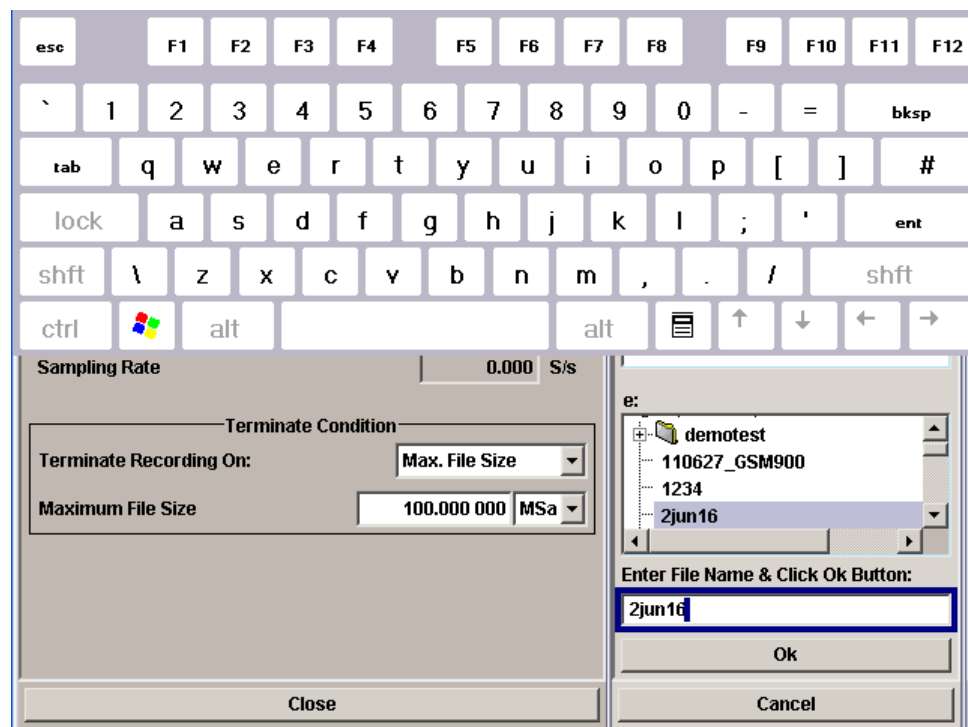 esc F1 F2 F3 F4 F5 F6 F7 F8 F9 F10 F11 F12
` 1 2 3 4 5 6 7 8 9 0 - = bksp
tab q w e r t y u i o p [ ] #
lock a s d f g h j k l ; ' ent
shft \ z x c v b n m , . / shft
ctrl alt alt ↑ ↓ ← →
Sampling Rate 0.000 S/s
Terminate Condition
Terminate Recording On: Max. File Size
Maximum File Size 100.000 000 MSa
Close
e:
demotest
110627_GSM900
1234
2jun16
Enter File Name & Click Ok Button:
2jun16
Ok
Cancel